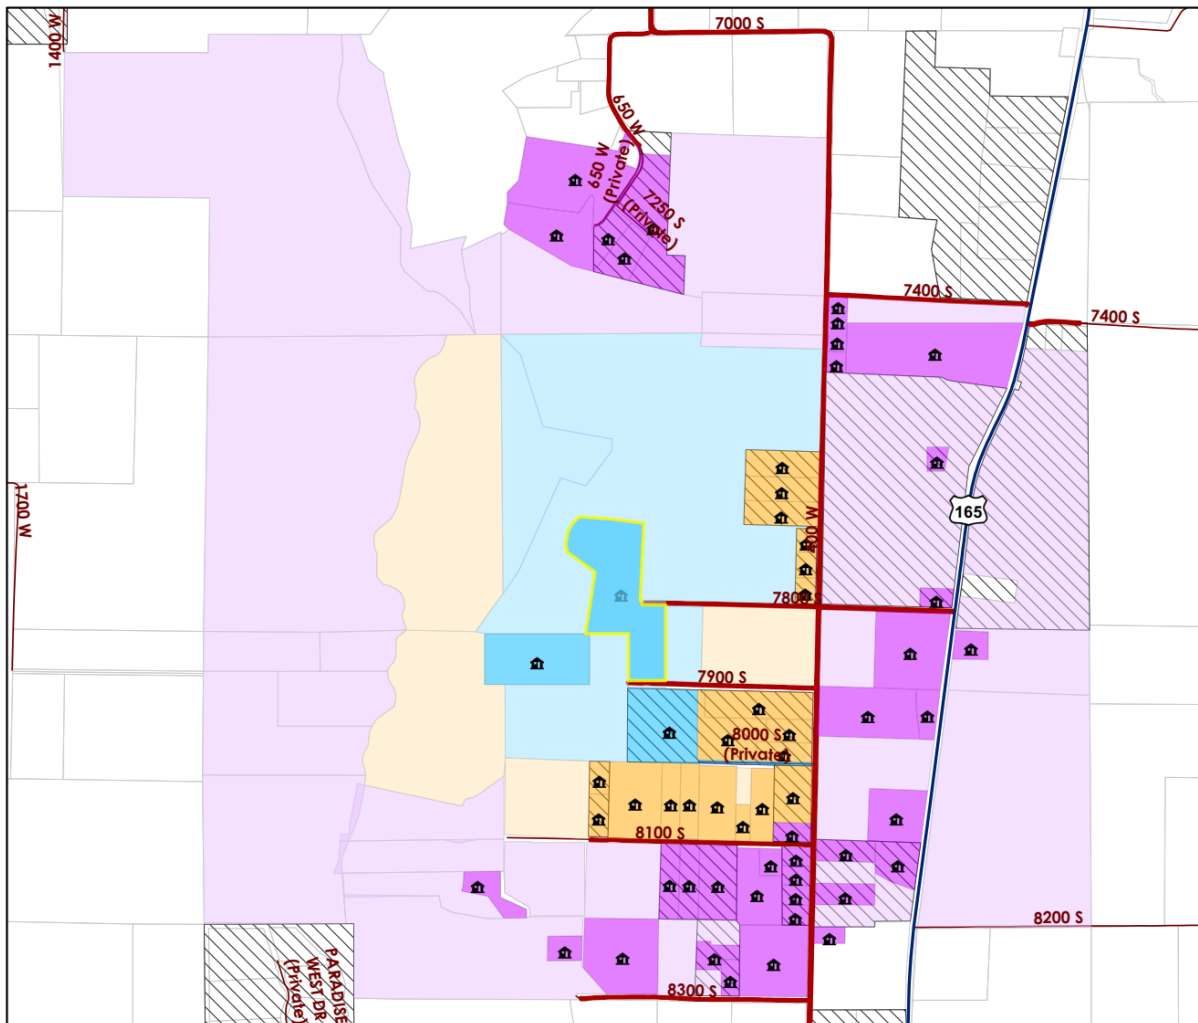 7000 S
1400 W
650 W
650 W
(Private)
7250 S
(Private)
7400 S
7400 S
1700 W
165
400 W
7800 S
7900 S
8000 S
(Private)
8100 S
8200 S
PARADISE
WEST DR
(Private)
8300 S